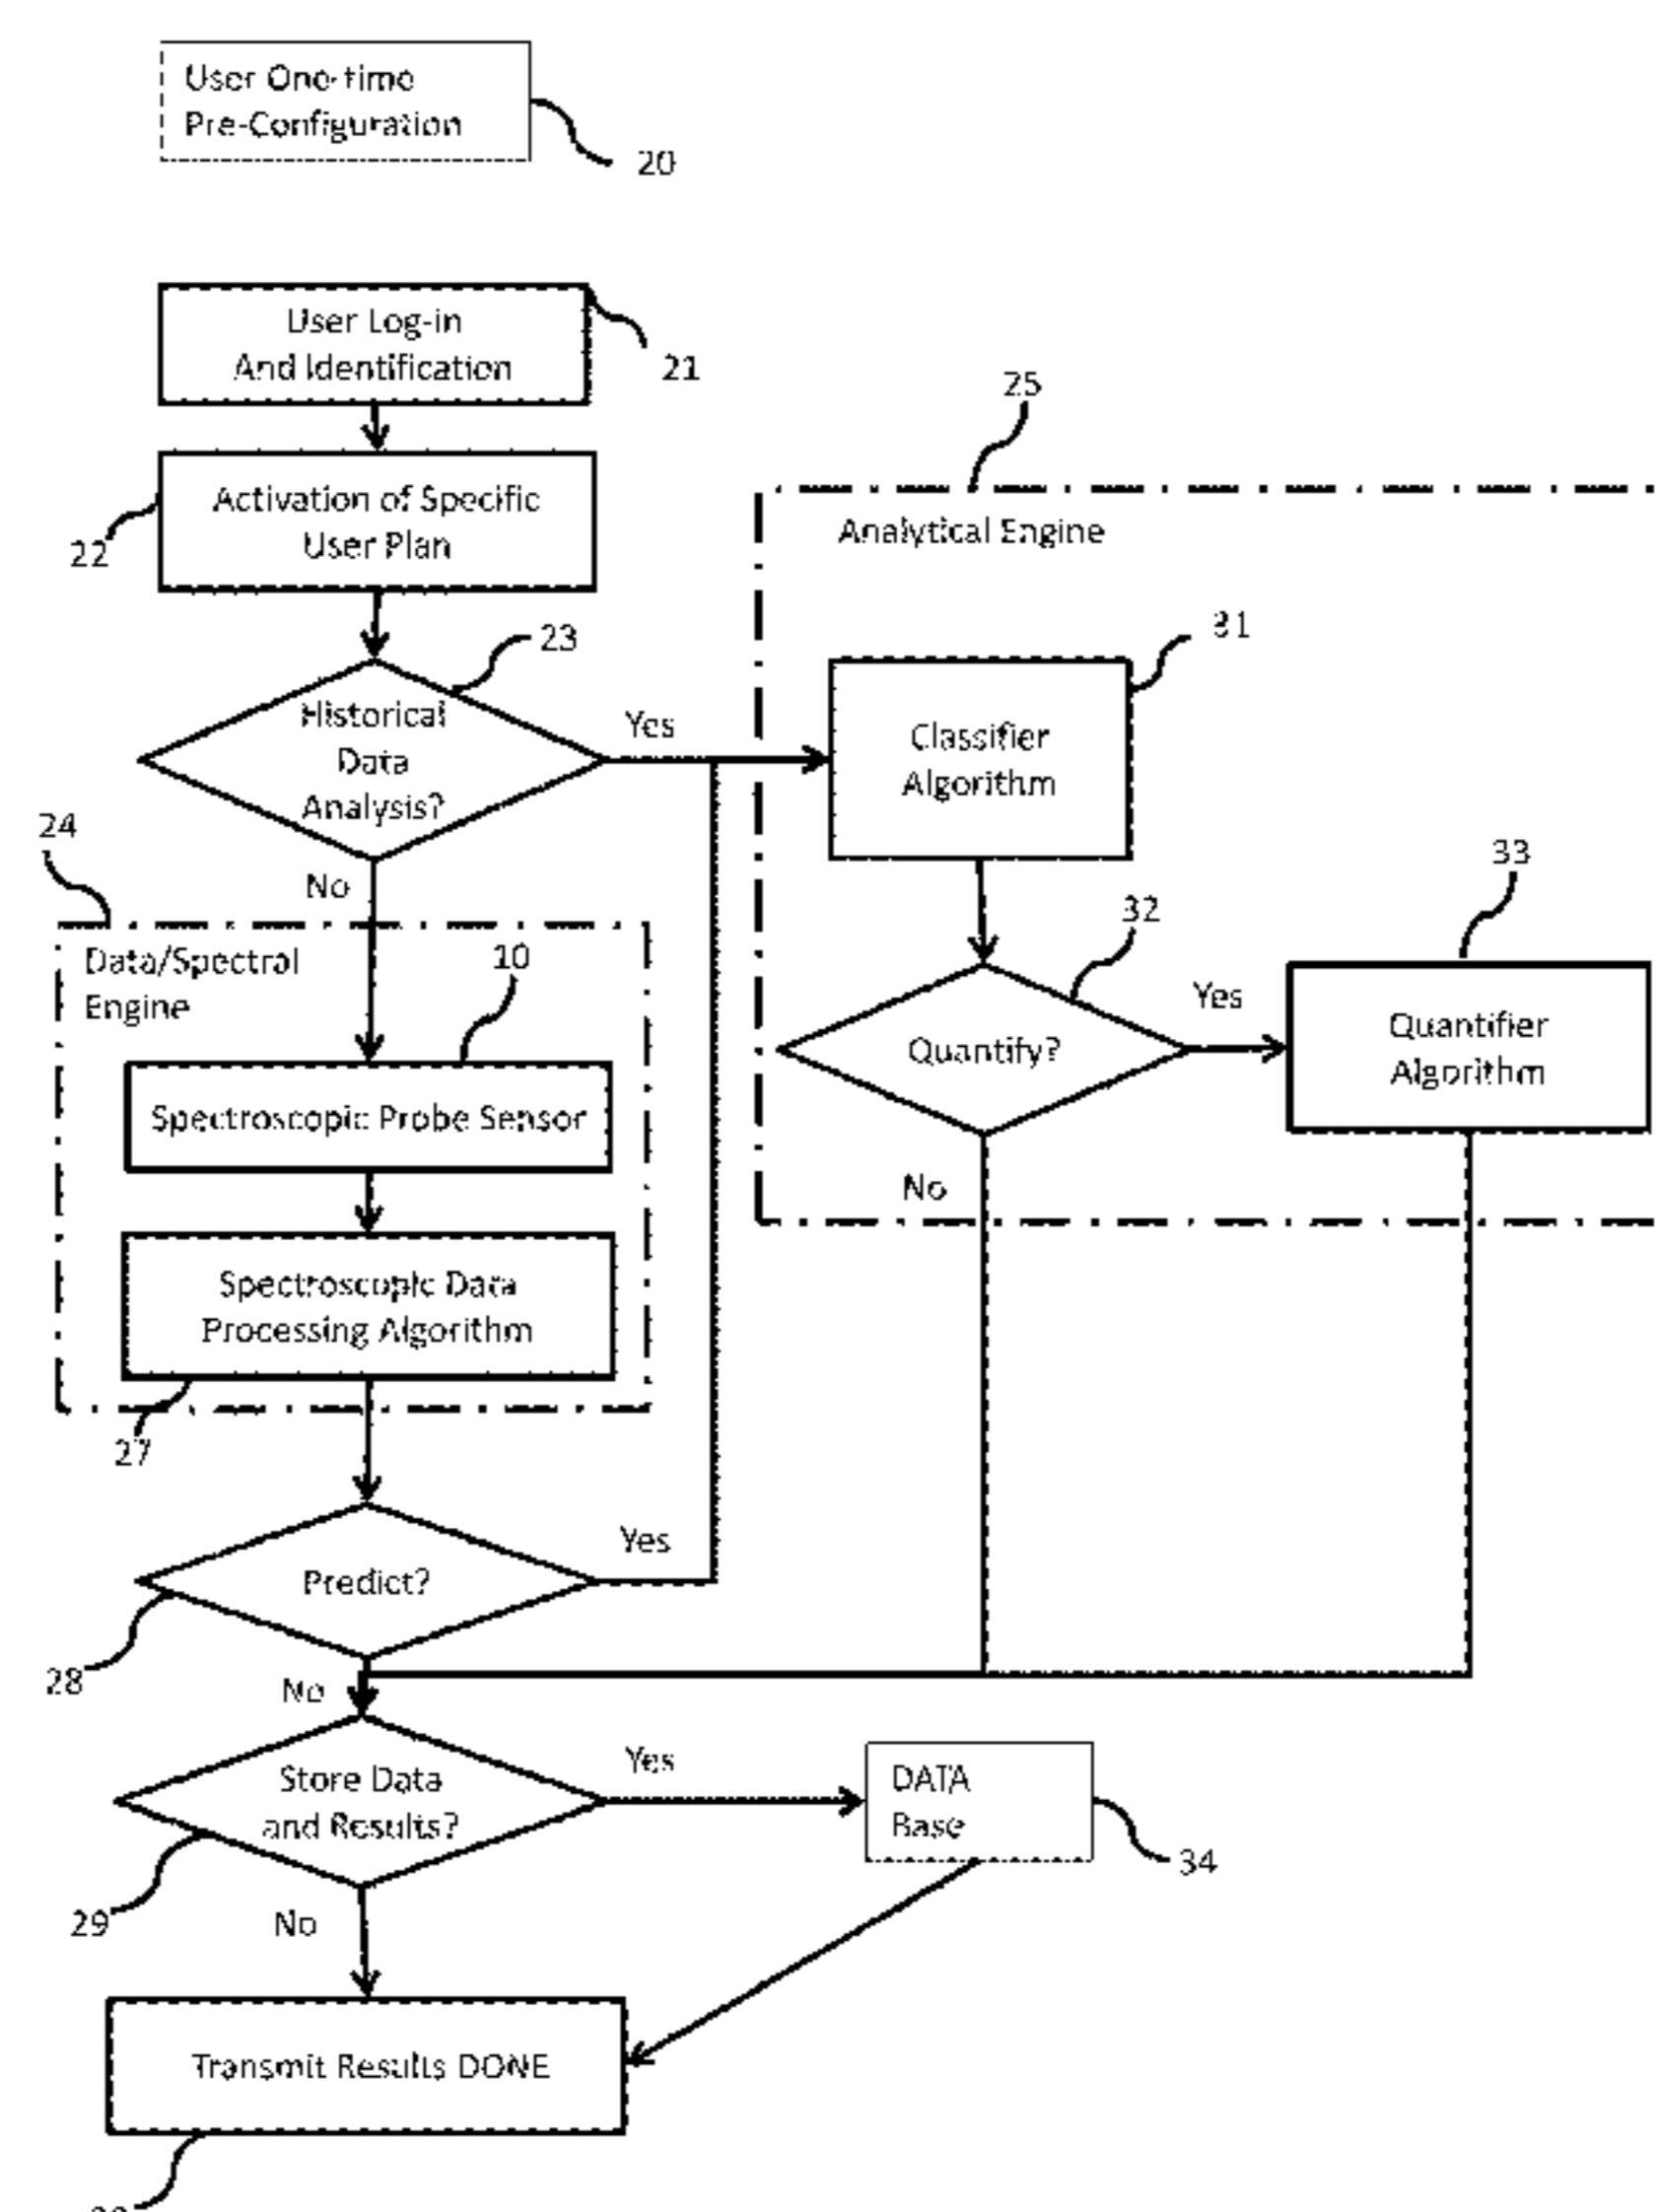 User One-time
Pre-Configuration
20
User Log-in
And Identification
21
25
Activation of Specific
User Plan
22
Analytical Engine
23
31
Historical
Data
Analysis?
Yes
Classifier
Algorithm
24
No
33
32
Data/Spectral
Engine
10
Yes
Quantify?
Quantifier
Algorithm
Spectroscopic Probe Sensor
No
Spectroscopic Data
Processing Algorithm
27
Yes
Predict?
28
No
Store Data
and Results?
Yes
DATA
Base
34
29
No
Transmit Results DONE